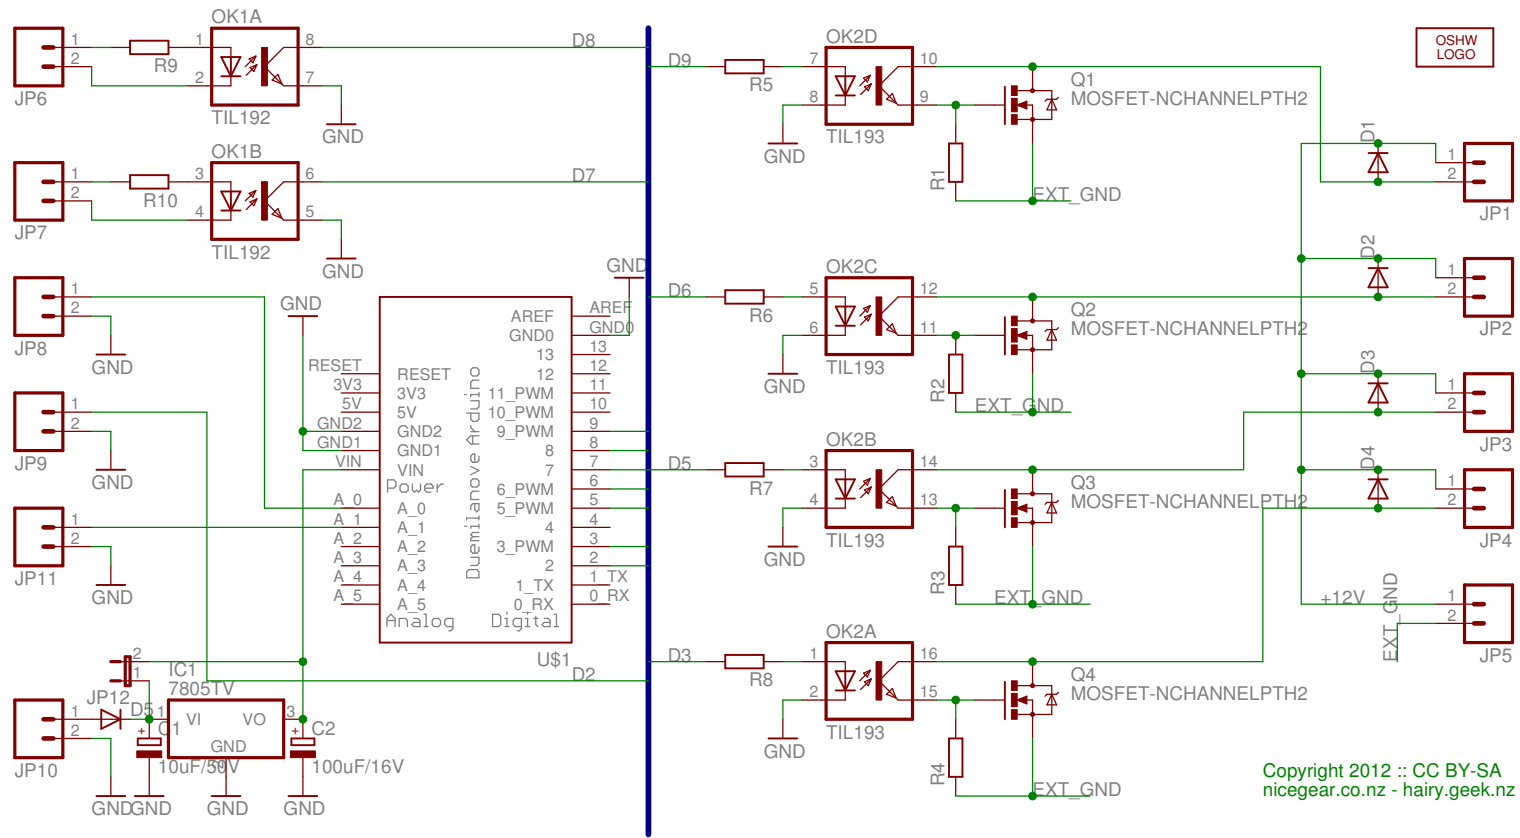 OK1A
1
2
JP6
R9
1
2
8
7
TIL192
GND
D8
OK1B
1
2
JP7
R10
3
4
6
5
TIL192
GND
D7
1
2
JP8
GND
1
2
JP9
GND
1
2
JP11
GND
GND
GND
RESET
3V3
5V
GND2
GND1
VIN
A_0
A_1
A_2
A_3
A_4
A_5
RESET
3V3
5V
GND2
GND1
VIN
Power
A_0
A_1
A_2
A_3
A_4
A_5
Analog
Duemilanove Arduino
AREF
GND0
13
12
11_PWM
10_PWM
9_PWM
8
7
6_PWM
5_PWM
4
3_PWM
2
1_TX
0_RX
Digital
AREF
GND0
13
12
11
10
9
8
7
6
5
4
3
2
1_TX
0_RX
U$1
D2
2
1
JP12
IC1
7805TV
1
2
JP10
D5
1
VI
VO
GND
3
C1
10uF/50V
C2
100uF/16V
GND
GND
GND
GND
D9
R5
OK2D
7
8
10
9
TIL193
GND
R1
Q1
MOSFET-NCHANNELPTH2
EXT_GND
D6
R6
OK2C
5
6
12
11
TIL193
GND
R2
Q2
MOSFET-NCHANNELPTH2
EXT_GND
D5
R7
OK2B
3
4
14
13
TIL193
GND
R3
Q3
MOSFET-NCHANNELPTH2
EXT_GND
D3
R8
OK2A
1
2
16
15
TIL193
GND
R4
Q4
MOSFET-NCHANNELPTH2
EXT_GND
OSHW
LOGO
D1
1
2
JP1
D2
1
2
JP2
D3
1
2
JP3
D4
1
2
JP4
+12V
EXT_GND
1
2
JP5
Copyright 2012 :: CC BY-SA
nicegear.co.nz - hairy.geek.nz